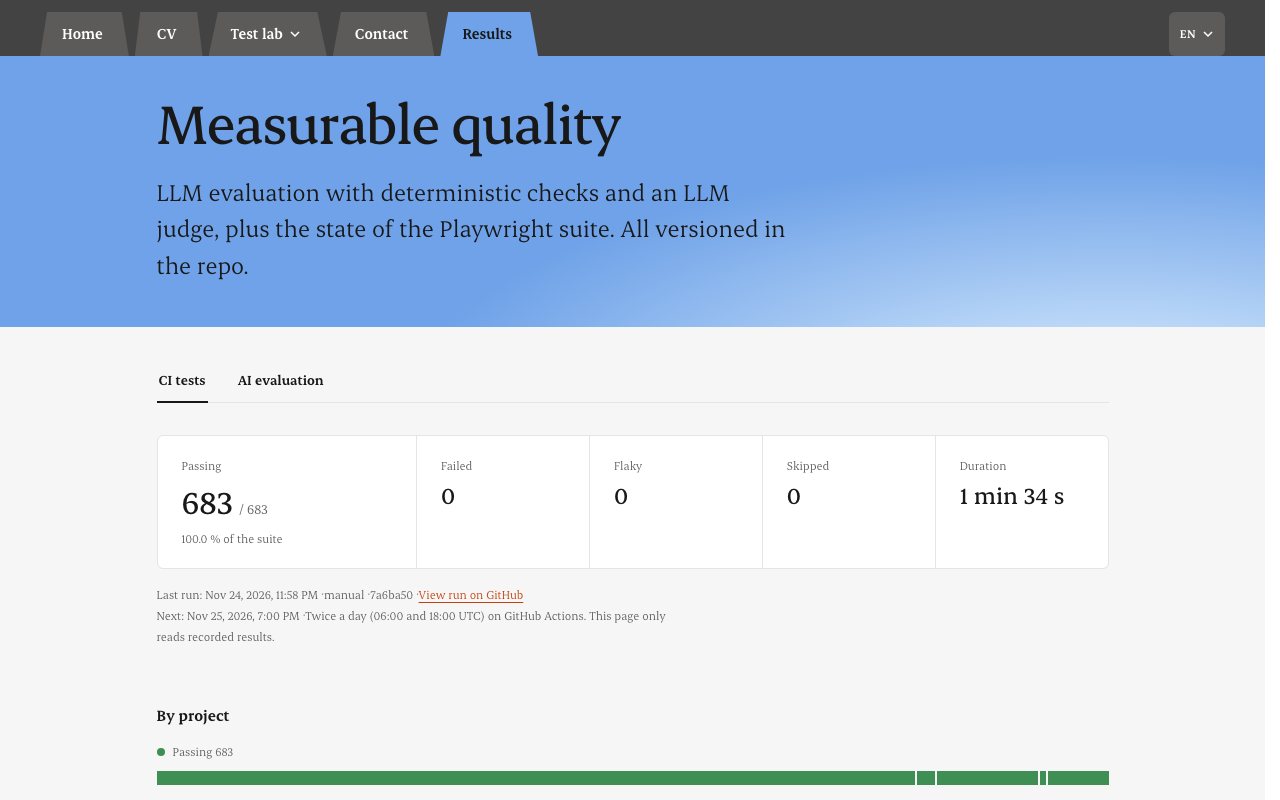 Home
CV
Test lab
Contact
Results
EN
Measurable quality
LLM evaluation with deterministic checks and an LLM
judge, plus the state of the Playwright suite. All versioned in
the repo.
CI tests
AI evaluation
Passing
683 / 683
100.0 % of the suite
Failed
0
Flaky
0
Skipped
0
Duration
1 min 34 s
Last run: Nov 24, 2026, 11:58 PM ·manual ·7a6ba50 ·View run on GitHub
Next: Nov 25, 2026, 7:00 PM ·Twice a day (06:00 and 18:00 UTC) on GitHub Actions. This page only
reads recorded results.
By project
Passing 683